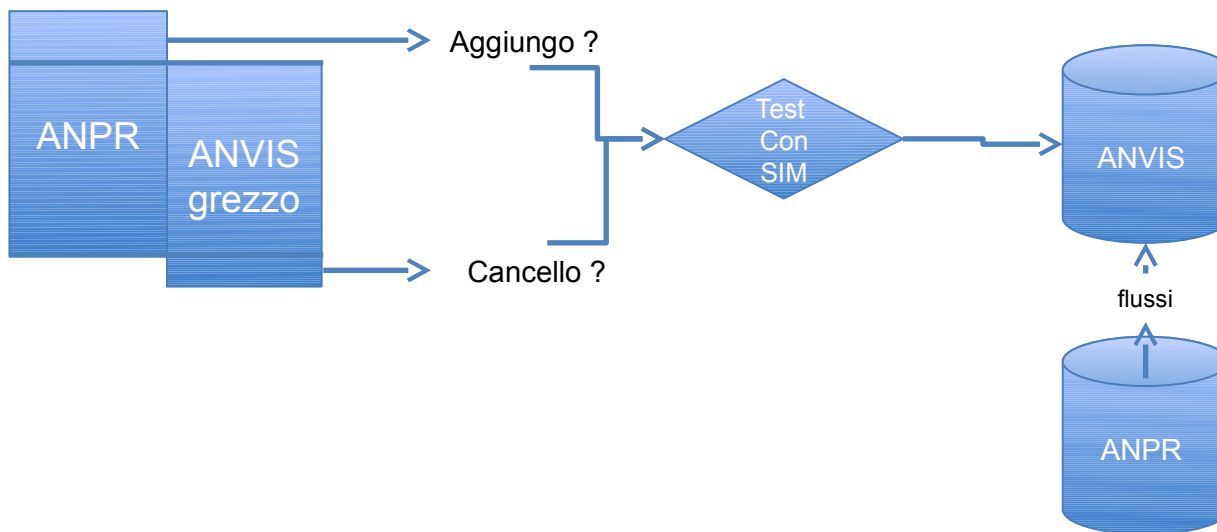 Aggiungo ?
ANPR
ANVIS
grezzo
Test
Con
SIM
ANVIS
Cancello ?
flussi
ANPR